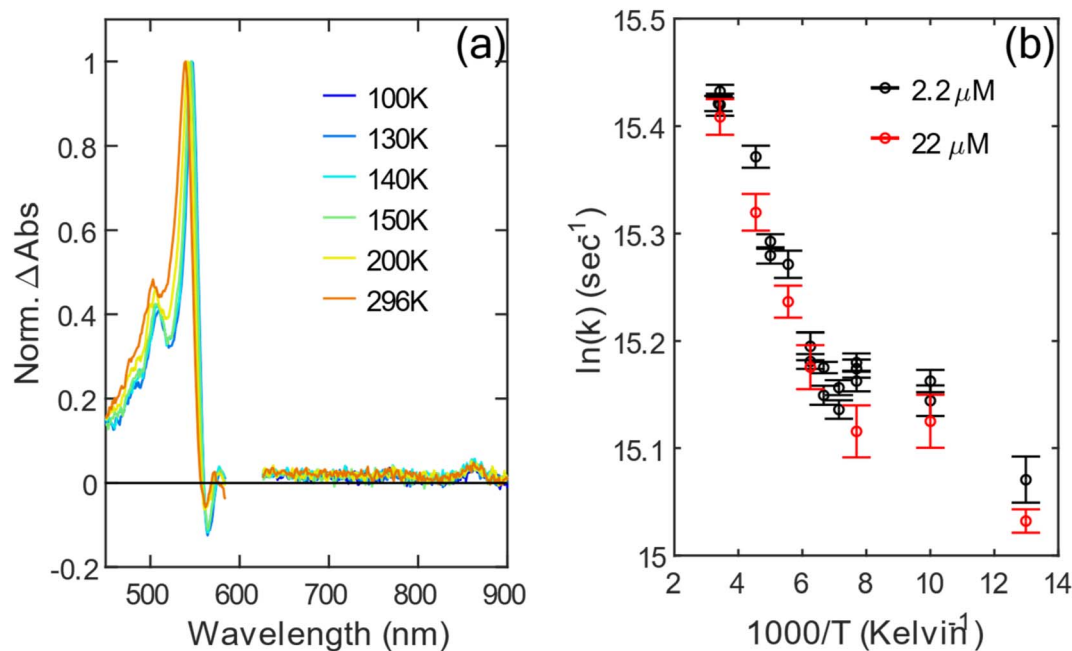 (a)
1
0.8
0.6
0.4
0.2
0
-0.2
Norm. ΔAbs
100K
130K
140K
150K
200K
296K
500 600 700 800 900
Wavelength (nm)
(b)
15.5
15.4
15.3
15.2
15.1
15
ln(k) (sec⁻¹)
2.2 μM
22 μM
2 4 6 8 10 12 14
1000/T (Kelvin⁻¹)